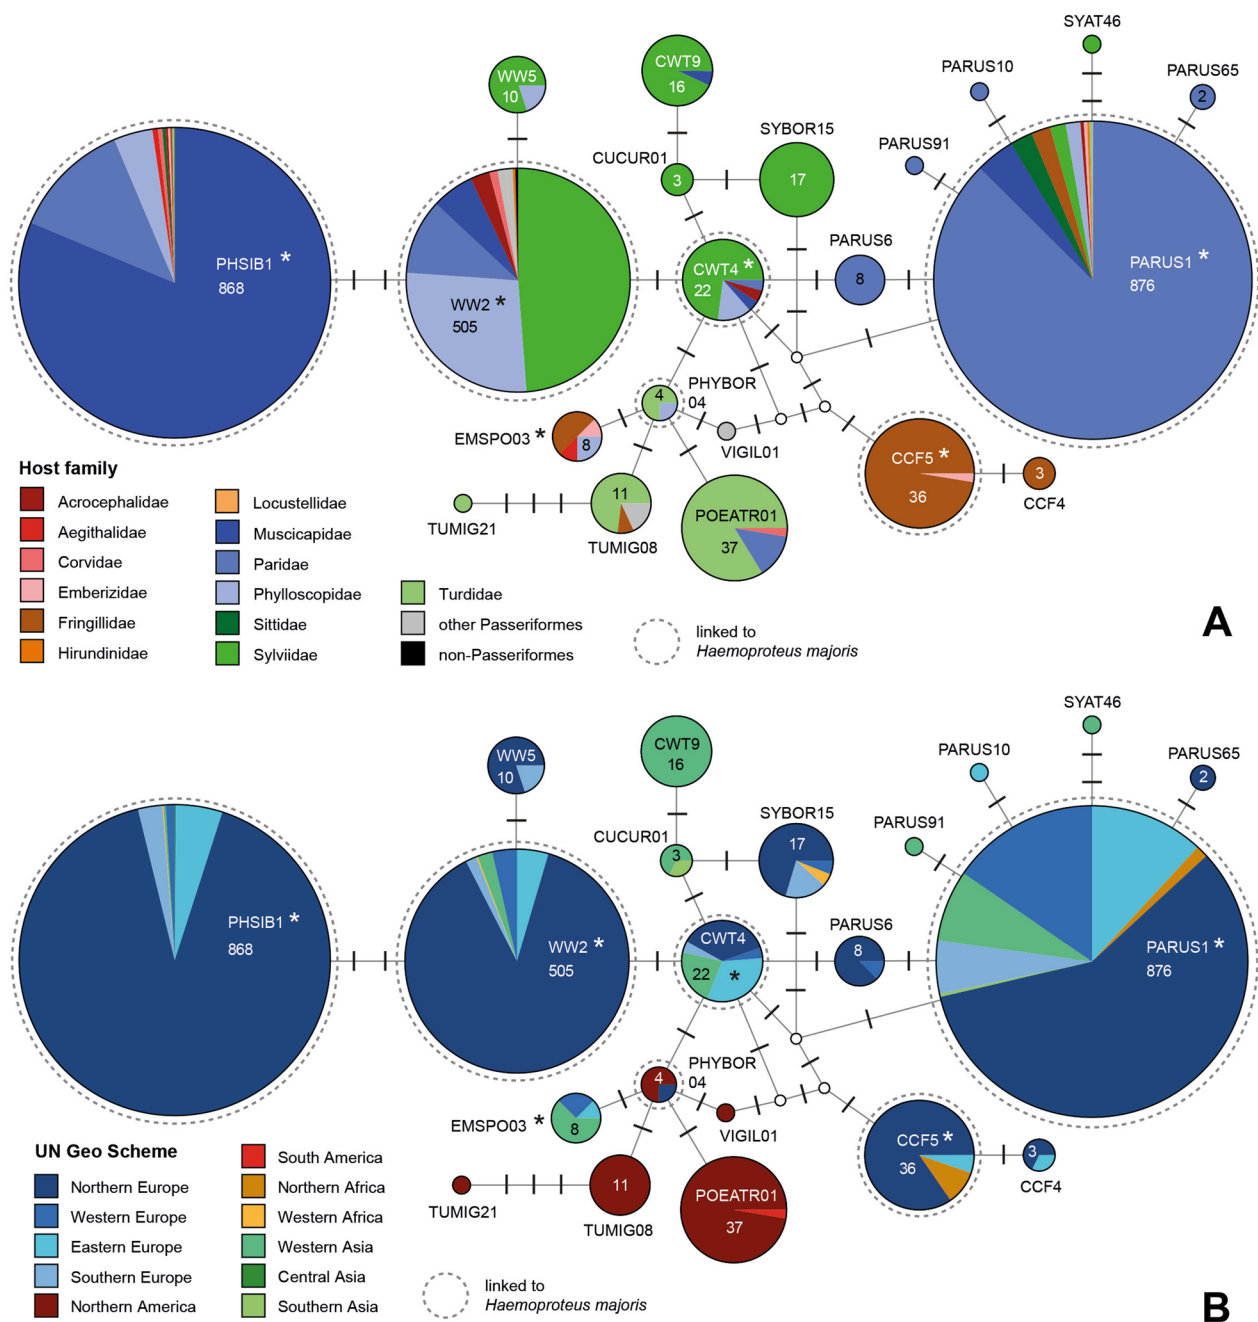 SYAT46
PARUS10
PARUS65
2
WW5
10
CWT9
16
SYBOR15
17
CUCUR01
3
PARUS91
PHSIB1 *
868
WW2 *
505
CWT4 *
22
PARUS6
8
PARUS1 *
876
PHYBOR
04
4
EMSPO03 *
8
VIGIL01
CCF5 *
36
3
CCF4
TUMIG21
11
TUMIG08
POEATR01
37
Host family
Acrocephalidae
Aegithalidae
Corvidae
Emberizidae
Fringillidae
Hirundinidae
Locustellidae
Muscicapidae
Paridae
Phylloscopidae
Sittidae
Sylviidae
Turdidae
other Passeriformes
non-Passeriformes
linked to
Haemoproteus majoris
A
SYAT46
PARUS10
PARUS65
2
WW5
10
CWT9
16
SYBOR15
17
CUCUR01
3
PARUS91
PHSIB1 *
868
WW2 *
505
CWT4
22 *
PARUS6
8
PARUS1 *
876
PHYBOR
04
4
EMSPO03 *
8
VIGIL01
CCF5 *
36
3
CCF4
TUMIG21
11
TUMIG08
POEATR01
37
UN Geo Scheme
Northern Europe
Western Europe
Eastern Europe
Southern Europe
Northern America
South America
Northern Africa
Western Africa
Western Asia
Central Asia
Southern Asia
linked to
Haemoproteus majoris
B